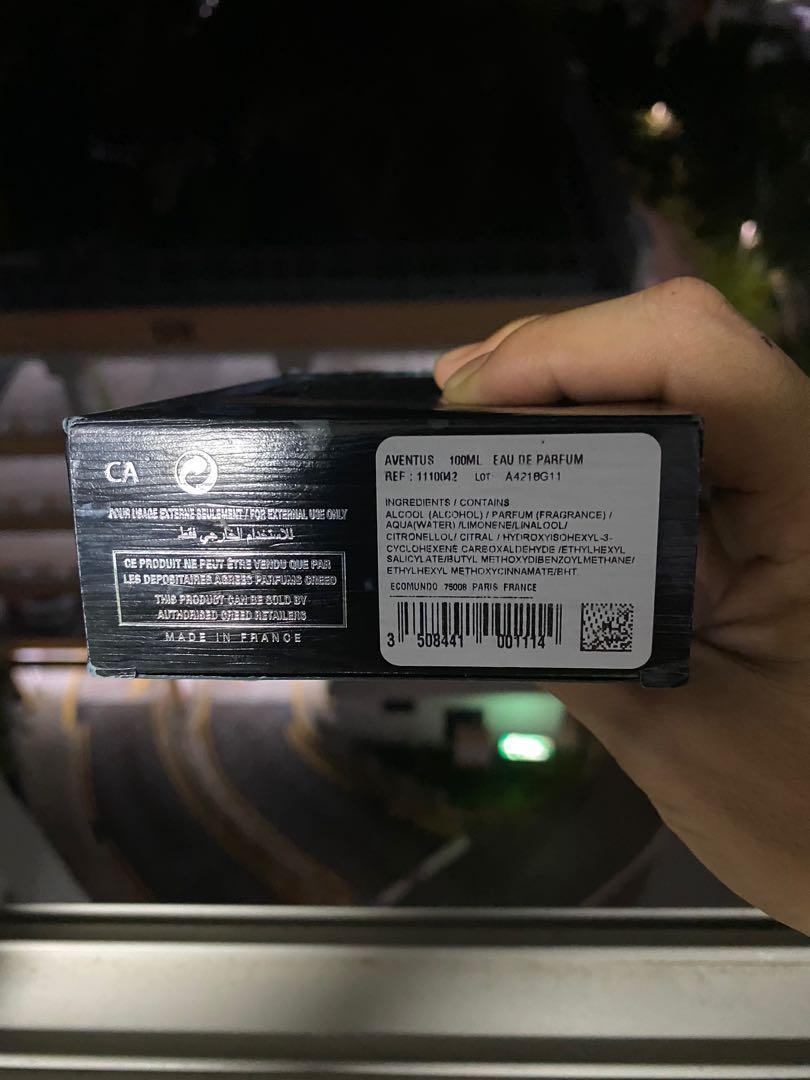 CA
POUR USAGE EXTERNE SEULEMENT / FOR EXTERNAL USE ONLY
للاستخدام الخارجي فقط
CE PRODUIT NE PEUT ÊTRE VENDU QUE PAR
LES DEPOSITAIRES AGREES PARFUMS CREED
THIS PRODUCT CAN BE SOLD BY
AUTHORISED CREED RETAILERS
MADE IN FRANCE
AVENTUS 100ML EAU DE PARFUM
REF : 1110042 LOT A4218G11
INGREDIENTS / CONTAINS
ALCOOL (ALCOHOL) / PARFUM (FRAGRANCE) /
AQUA(WATER) /LIMONENE/LINALOOL/
CITRONELLOL/ CITRAL / HYDROXYISOHEXYL-3-
CYCLOHEXENE CARBOXALDEHYDE /ETHYLHEXYL
SALICYLATE/BUTYL METHOXYDIBENZOYLMETHANE/
ETHYLHEXYL METHOXYCINNAMATE/BHT
ECOMUNDO 75008 PARIS FRANCE
3 508441 001114